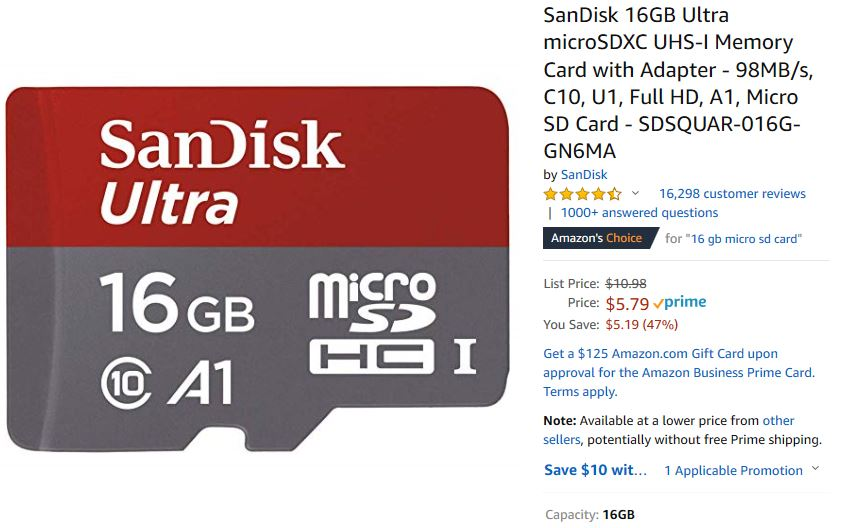 SanDisk
Ultra
16GB
micro
SD
HC I
10 A1
SanDisk 16GB Ultra
microSDXC UHS-I Memory
Card with Adapter - 98MB/s,
C10, U1, Full HD, A1, Micro
SD Card - SDSQUAR-016G-
GN6MA
by SanDisk
16,298 customer reviews
| 1000+ answered questions
Amazon's Choice for "16 gb micro sd card"
List Price: $10.98
Price: $5.79 prime
You Save: $5.19 (47%)
Get a $125 Amazon.com Gift Card upon
approval for the Amazon Business Prime Card.
Terms apply.
Note: Available at a lower price from other
sellers, potentially without free Prime shipping.
Save $10 wit... 1 Applicable Promotion
Capacity: 16GB